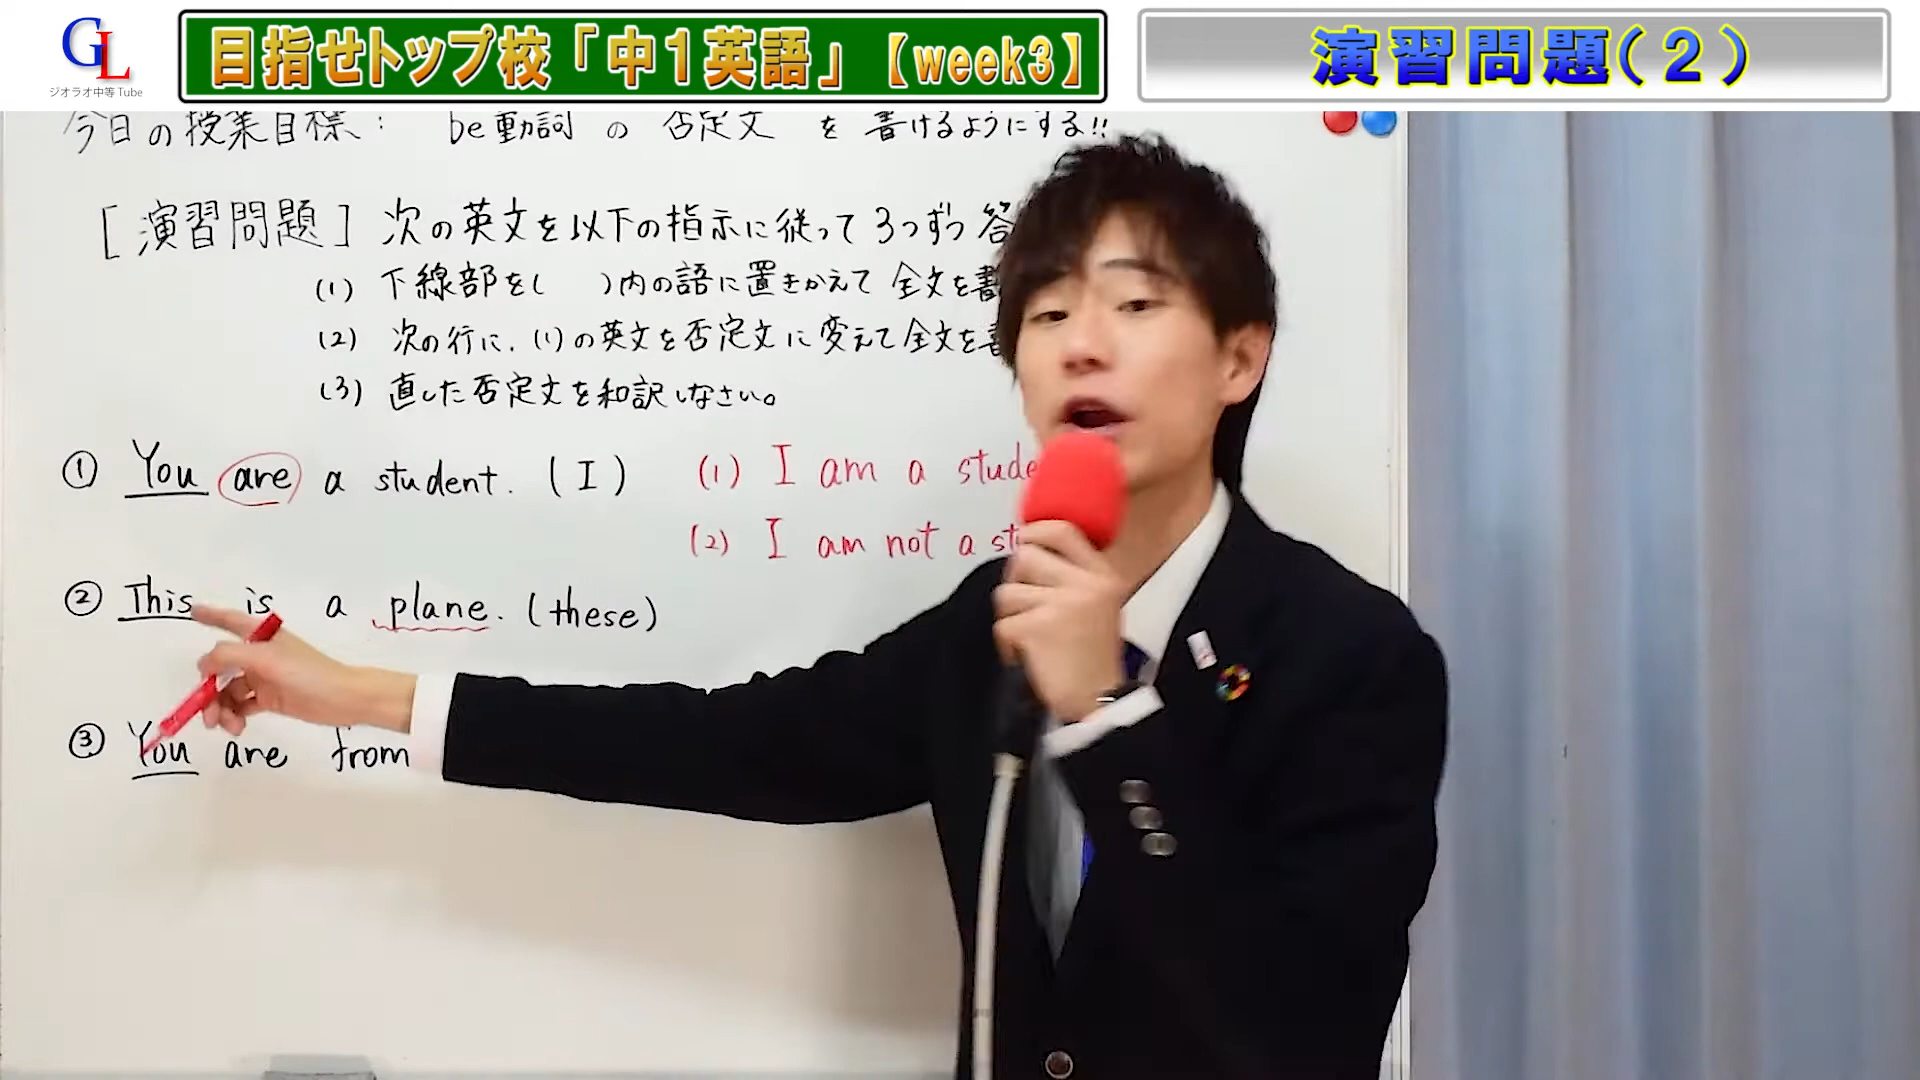 GL
ジオラオ中等Tube
目指せトップ校「中1英語」【week3】
演習問題(2)
今日の授業目標: be動詞の否定文を書けるようにする!!
[演習問題] 次の英文を以下の指示に従って3つずつ答
(1) 下線部を( )内の語に置きかえて全文を書
(2) 次の行に、(1)の英文を否定文に変えて全文を書
(3) 直した否定文を和訳しなさい。
① You are a student. (I) (1) I am a stude
(2) I am not a st
② This is a plane. (these)
③ You are from